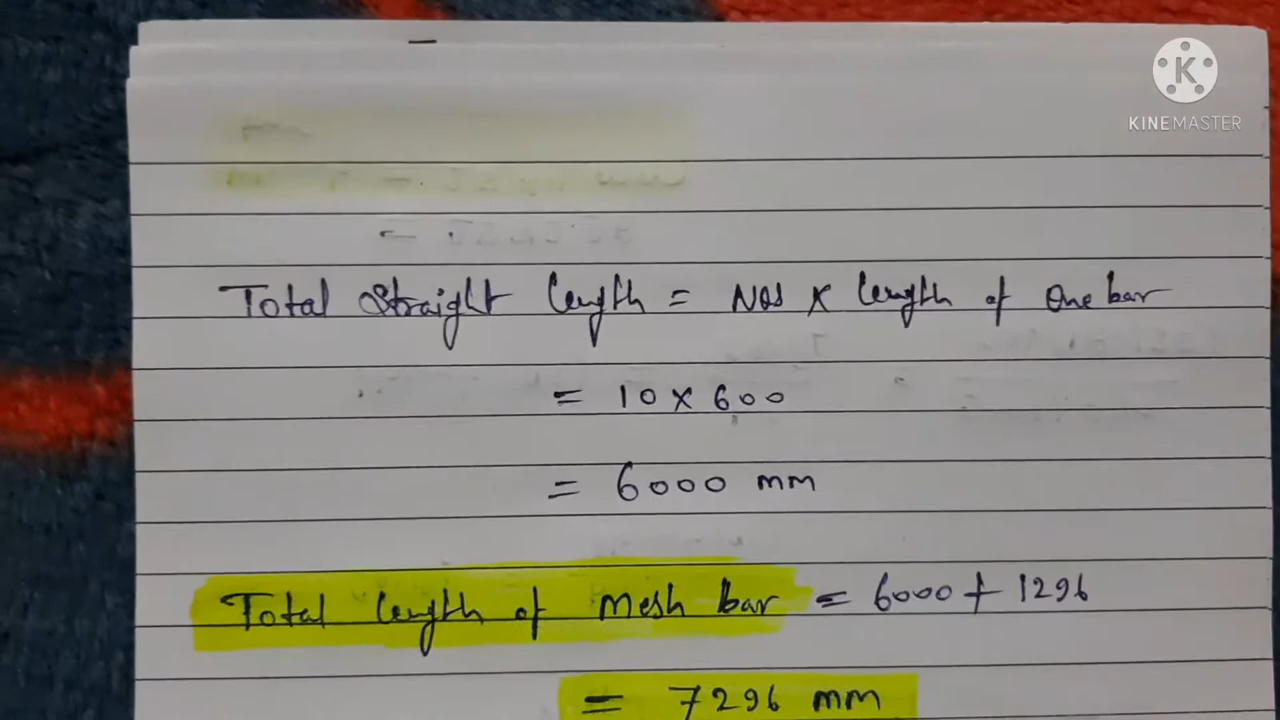 K
KINEMASTER
Total Straight length = Nos x length of One bar
= 10 x 600
= 6000 mm
Total length of Mesh bar = 6000 + 1296
= 7296 mm